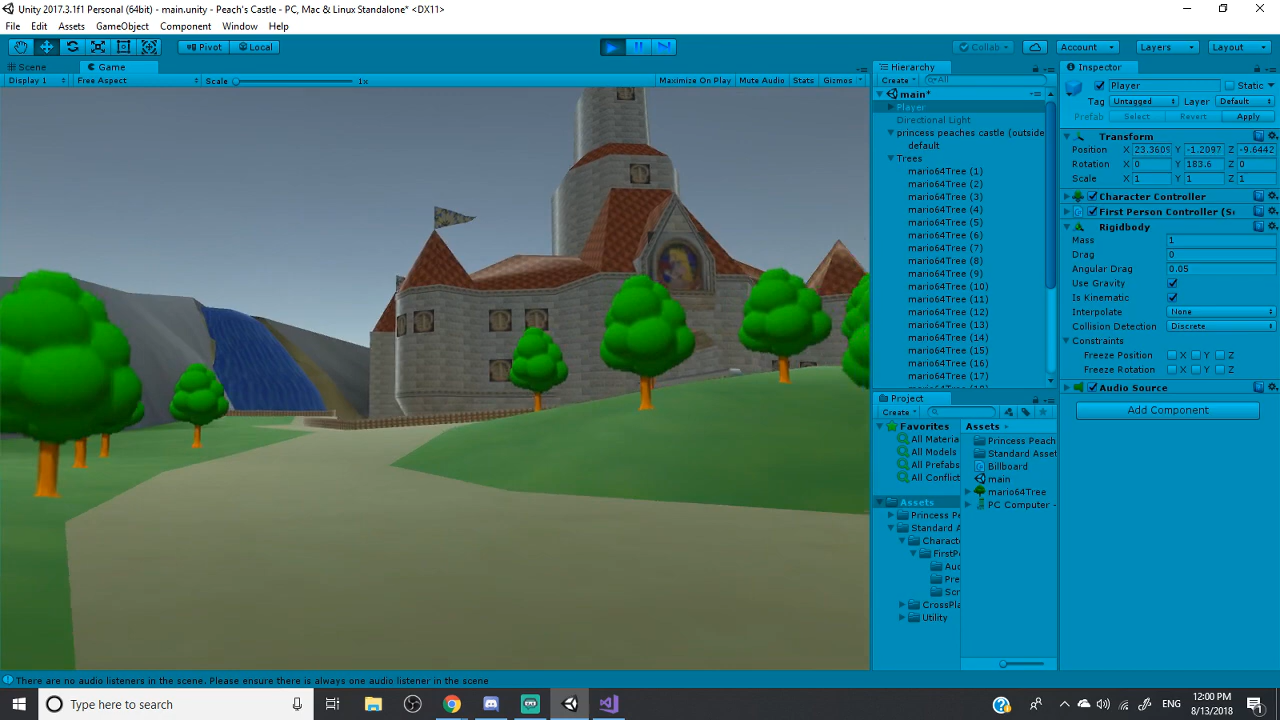 Unity 2017.3.1f1 Personal (64bit) - main.unity - Peach's Castle - PC, Mac & Linux Standalone* <DX11>
File Edit Assets GameObject Component Window Help
Pivot Local Collab Account Layers Layout
Scene Game
Display 1 Free Aspect Scale 1x Maximize On Play Mute Audio Stats Gizmos
Hierarchy
Create All
main*
Player
Directional Light
princess peaches castle (outside
default
Trees
mario64Tree (1)
mario64Tree (2)
mario64Tree (3)
mario64Tree (4)
mario64Tree (5)
mario64Tree (6)
mario64Tree (7)
mario64Tree (8)
mario64Tree (9)
mario64Tree (10)
mario64Tree (11)
mario64Tree (12)
mario64Tree (13)
mario64Tree (14)
mario64Tree (15)
mario64Tree (16)
mario64Tree (17)
Project
Create
Favorites
All Materia
All Models
All Prefabs
All Conflict
Assets
Princess Pe
Standard A
Charact
FirstPe
Aud
Pre
Scr
CrossPla
Utility
Assets
Princess Peach
Standard Asset
Billboard
main
mario64Tree
PC Computer -
Inspector
Player Static
Tag Untagged Layer Default
Prefab Select Revert Apply
Transform
Position X 23.3609 Y -1.2097 Z -9.6442
Rotation X 0 Y 183.6 Z 0
Scale X 1 Y 1 Z 1
Character Controller
First Person Controller (S
Rigidbody
Mass 1
Drag 0
Angular Drag 0.05
Use Gravity
Is Kinematic
Interpolate None
Collision Detection Discrete
Constraints
Freeze Position X Y Z
Freeze Rotation X Y Z
Audio Source
Add Component
There are no audio listeners in the scene. Please ensure there is always one audio listener in the scene
Type here to search
ENG
12:00 PM
8/13/2018